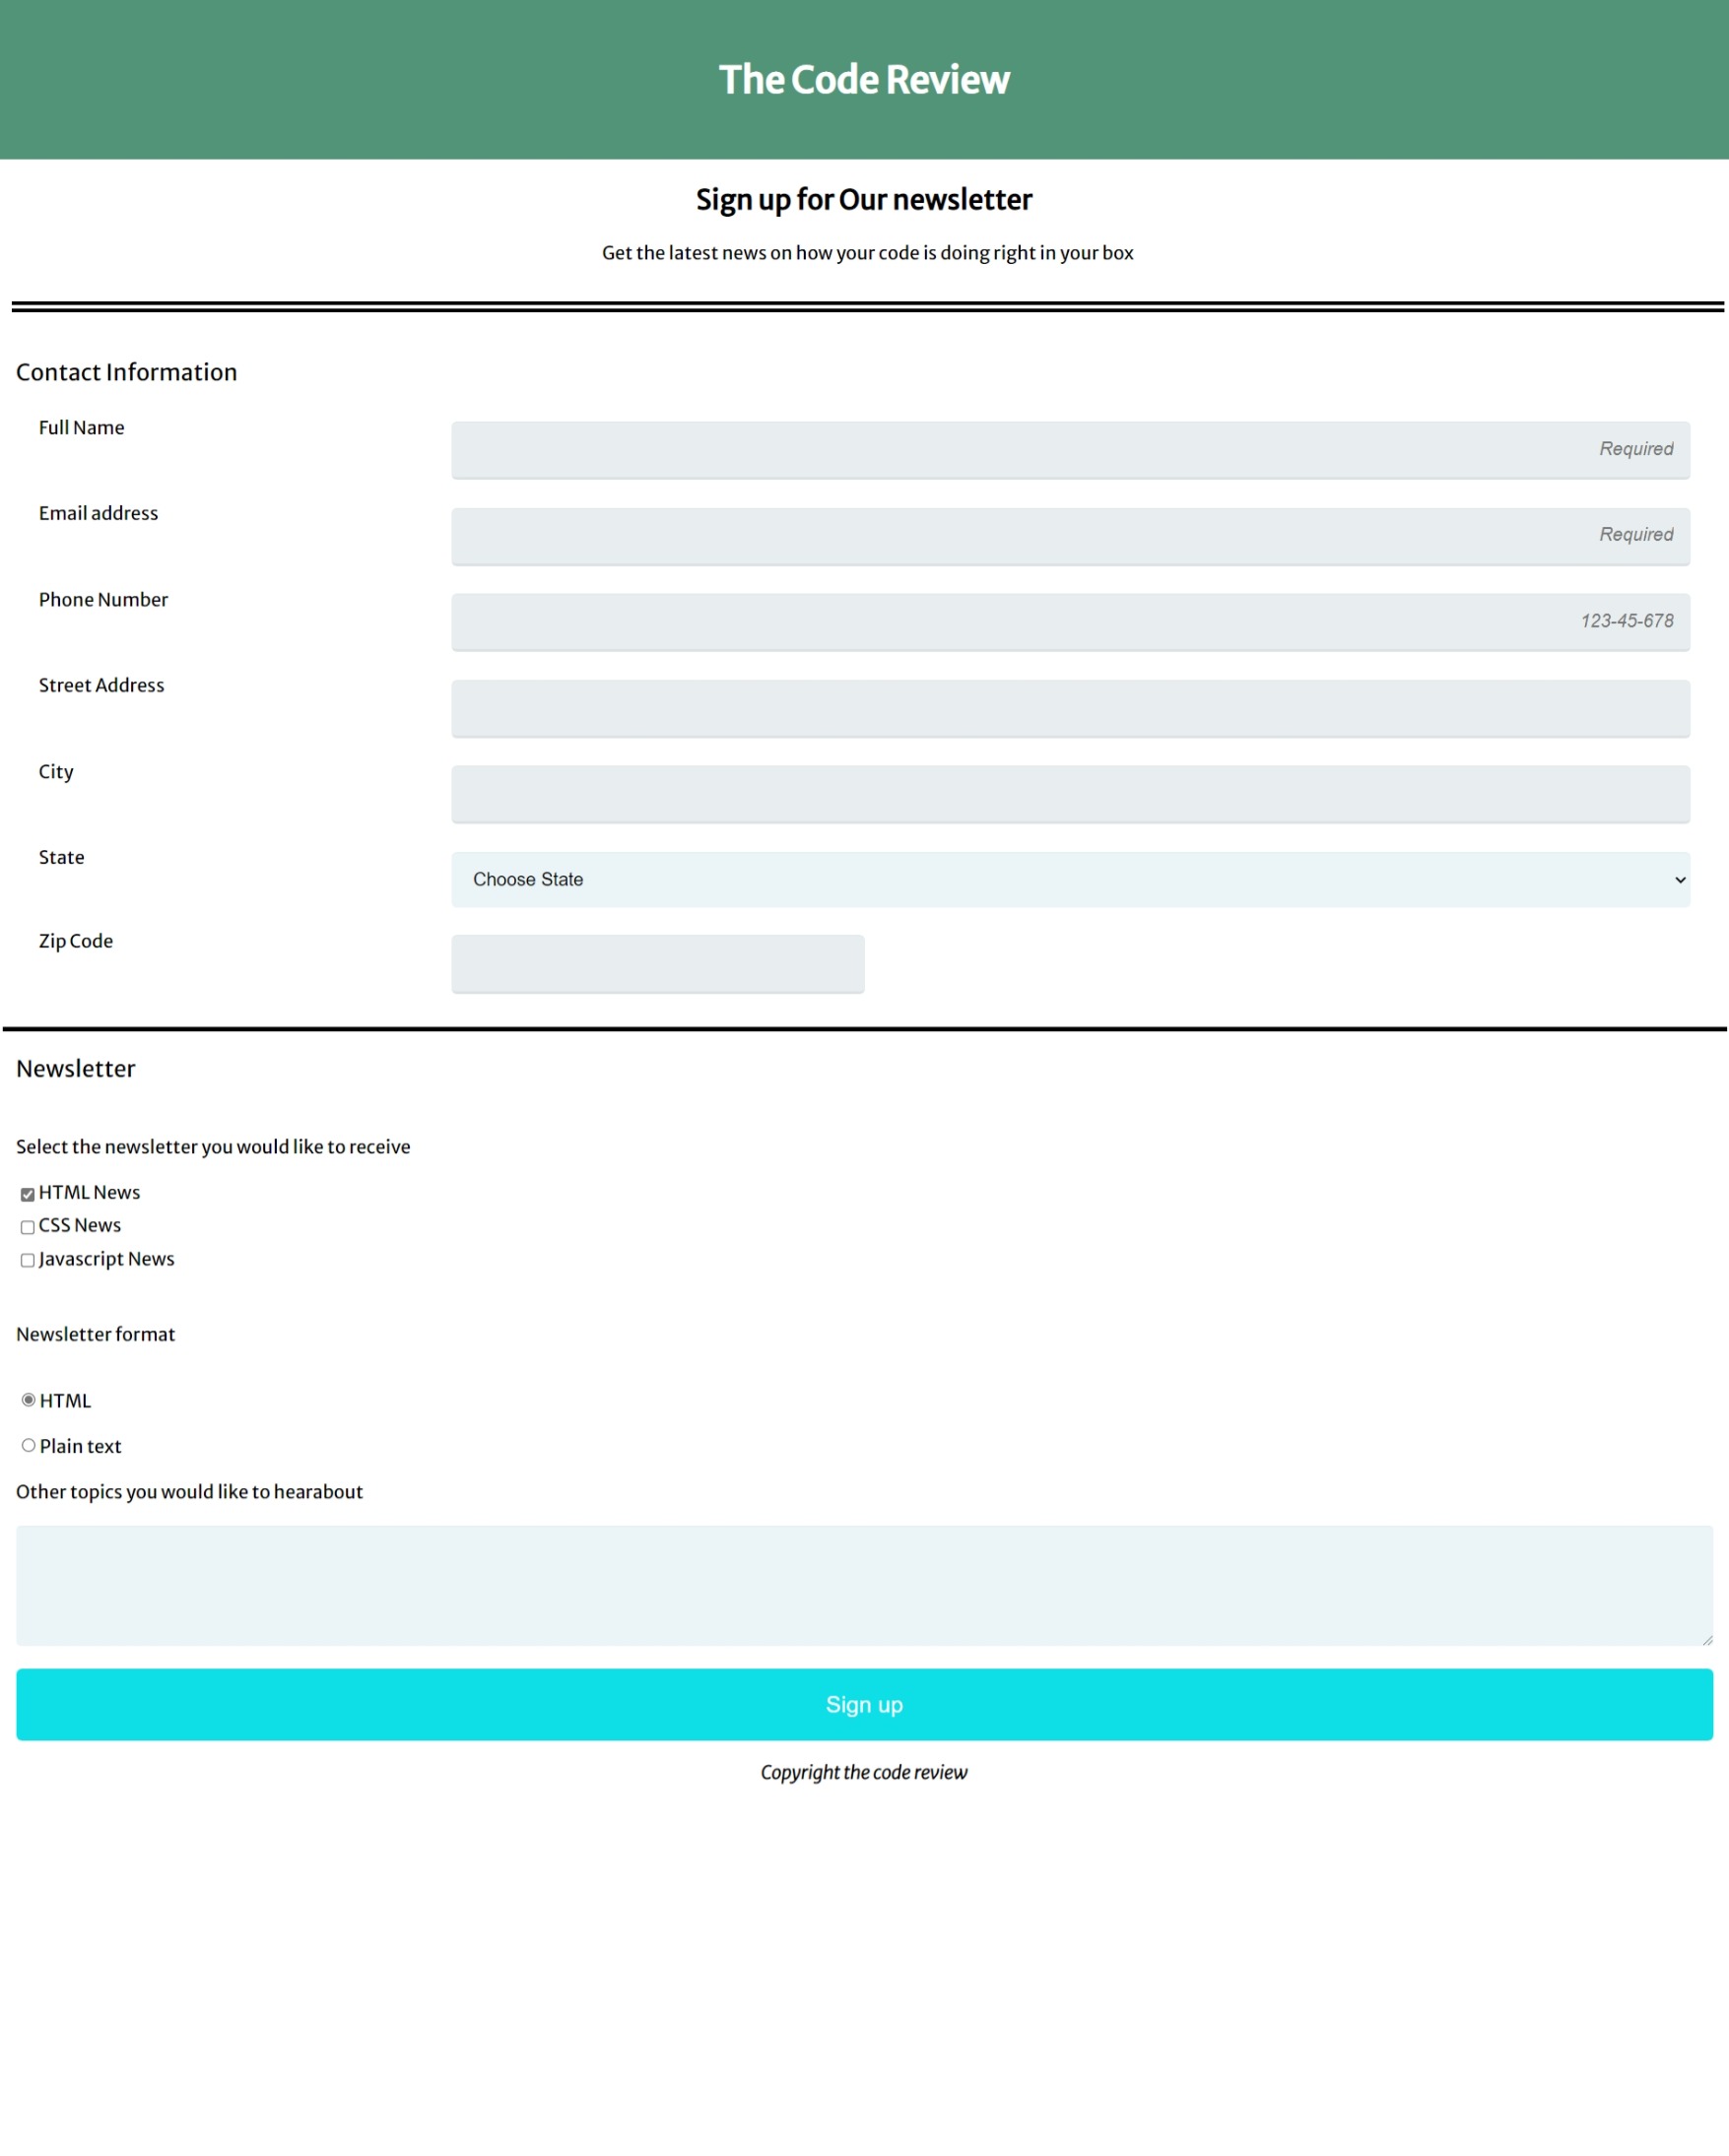 The Code Review
Sign up for Our newsletter
Get the latest news on how your code is doing right in your box
Contact Information
Full Name
Required
Email address
Required
Phone Number
123-45-678
Street Address
City
State
Choose State
Zip Code
Newsletter
Select the newsletter you would like to receive
HTML News
CSS News
Javascript News
Newsletter format
HTML
Plain text
Other topics you would like to hearabout
Sign up
Copyright the code review